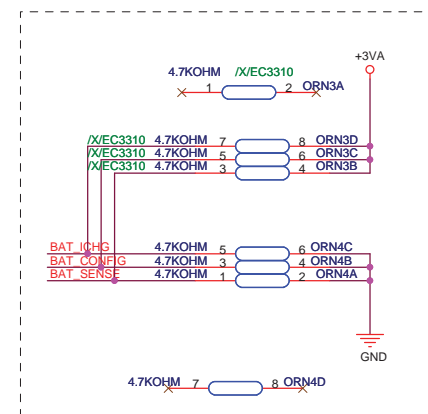 +3VA
4.7KOHM /X/EC3310
1 2 ORN3A
/X/EC3310 4.7KOHM 7 8 ORN3D
/X/EC3310 4.7KOHM 5 6 ORN3C
/X/EC3310 4.7KOHM 3 4 ORN3B
BAT_ICHG 4.7KOHM 5 6 ORN4C
BAT_CONFIG 4.7KOHM 3 4 ORN4B
BAT_SENSE 4.7KOHM 1 2 ORN4A
GND
4.7KOHM 7 8 ORN4D